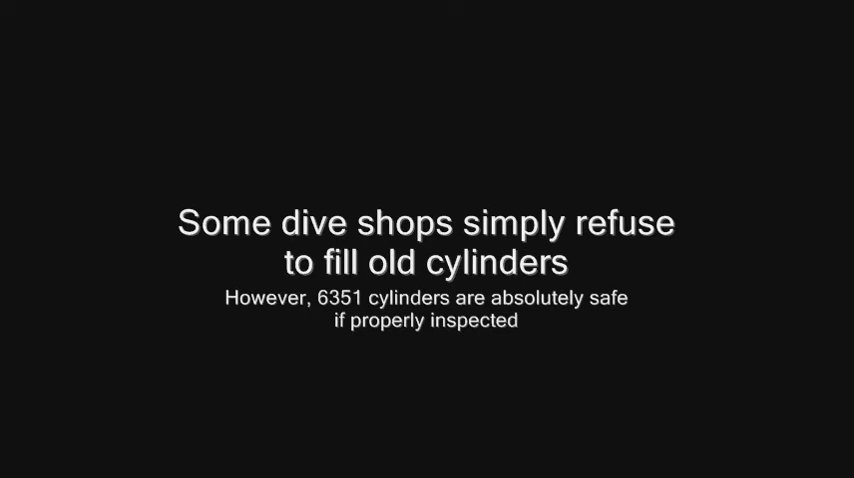 Some dive shops simply refuse
to fill old cylinders
However, 6351 cylinders are absolutely safe
if properly inspected